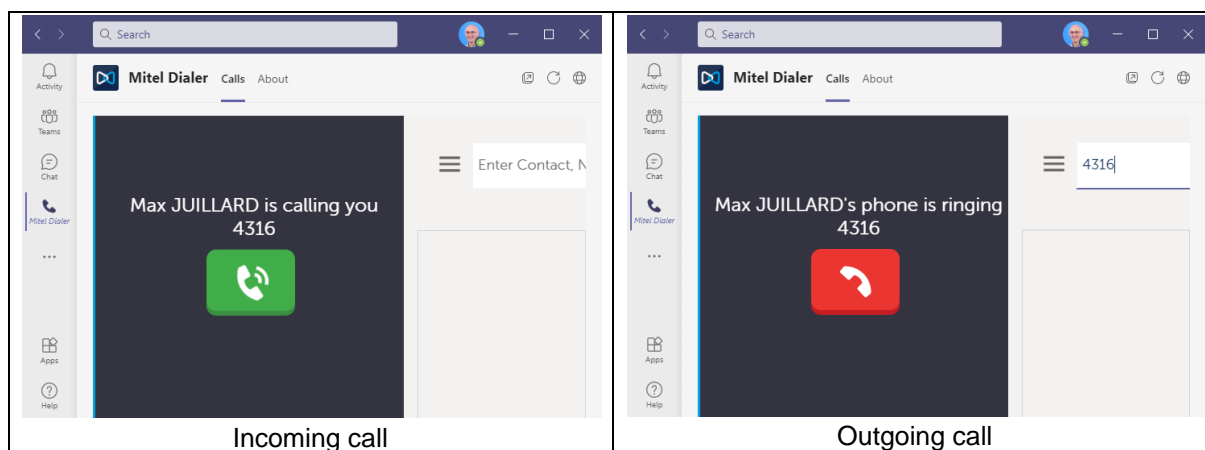 Search
Activity
Mitel Dialer Calls About
Teams
Chat
Mitel Dialer
Enter Contact, N
Max JUILLARD is calling you
4316
Apps
Help
Incoming call
Search
Activity
Mitel Dialer Calls About
Teams
Chat
Mitel Dialer
4316
Max JUILLARD's phone is ringing
4316
Apps
Help
Outgoing call